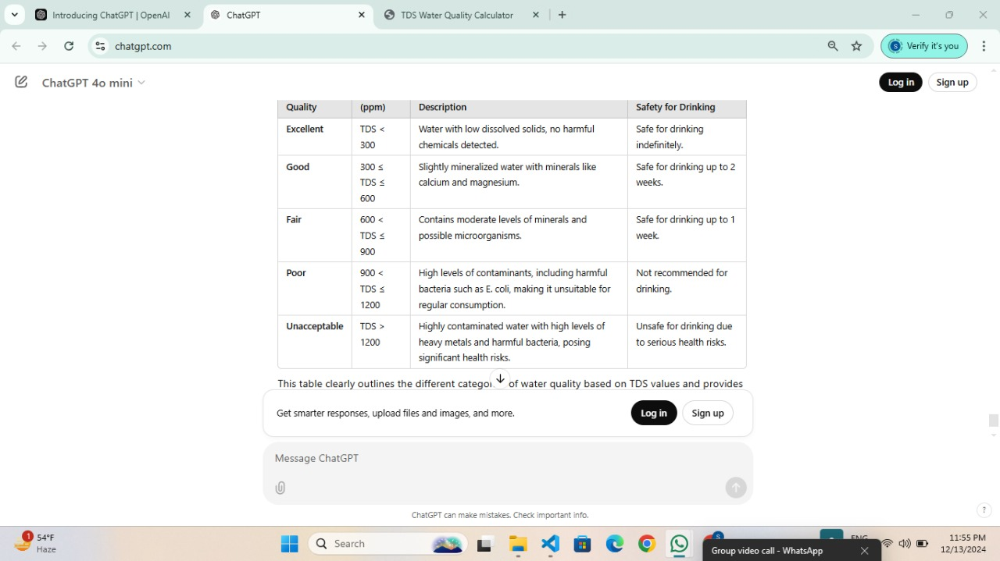 Introducing ChatGPT | OpenAI
ChatGPT
TDS Water Quality Calculator
chatgpt.com
S
Verify it's you
ChatGPT 4o mini
Log in
Sign up
Quality (ppm) Description Safety for Drinking
Excellent TDS < Water with low dissolved solids, no harmful Safe for drinking
300 chemicals detected. indefinitely.
Good 300 ≤ Slightly mineralized water with minerals like Safe for drinking up to 2
TDS ≤ calcium and magnesium. weeks.
600
Fair 600 < Contains moderate levels of minerals and Safe for drinking up to 1
TDS ≤ possible microorganisms. week.
900
Poor 900 < High levels of contaminants, including harmful Not recommended for
TDS ≤ bacteria such as E. coli, making it unsuitable for drinking.
1200 regular consumption.
Unacceptable TDS > Highly contaminated water with high levels of Unsafe for drinking due
1200 heavy metals and harmful bacteria, posing to serious health risks.
significant health risks.
This table clearly outlines the different categor of water quality based on TDS values and provides
Get smarter responses, upload files and images, and more.
Log in
Sign up
Message ChatGPT
ChatGPT can make mistakes. Check important info.
?
1
54°F
Haze
Search
S
ENG
11:55 PM
12/13/2024
Group video call - WhatsApp